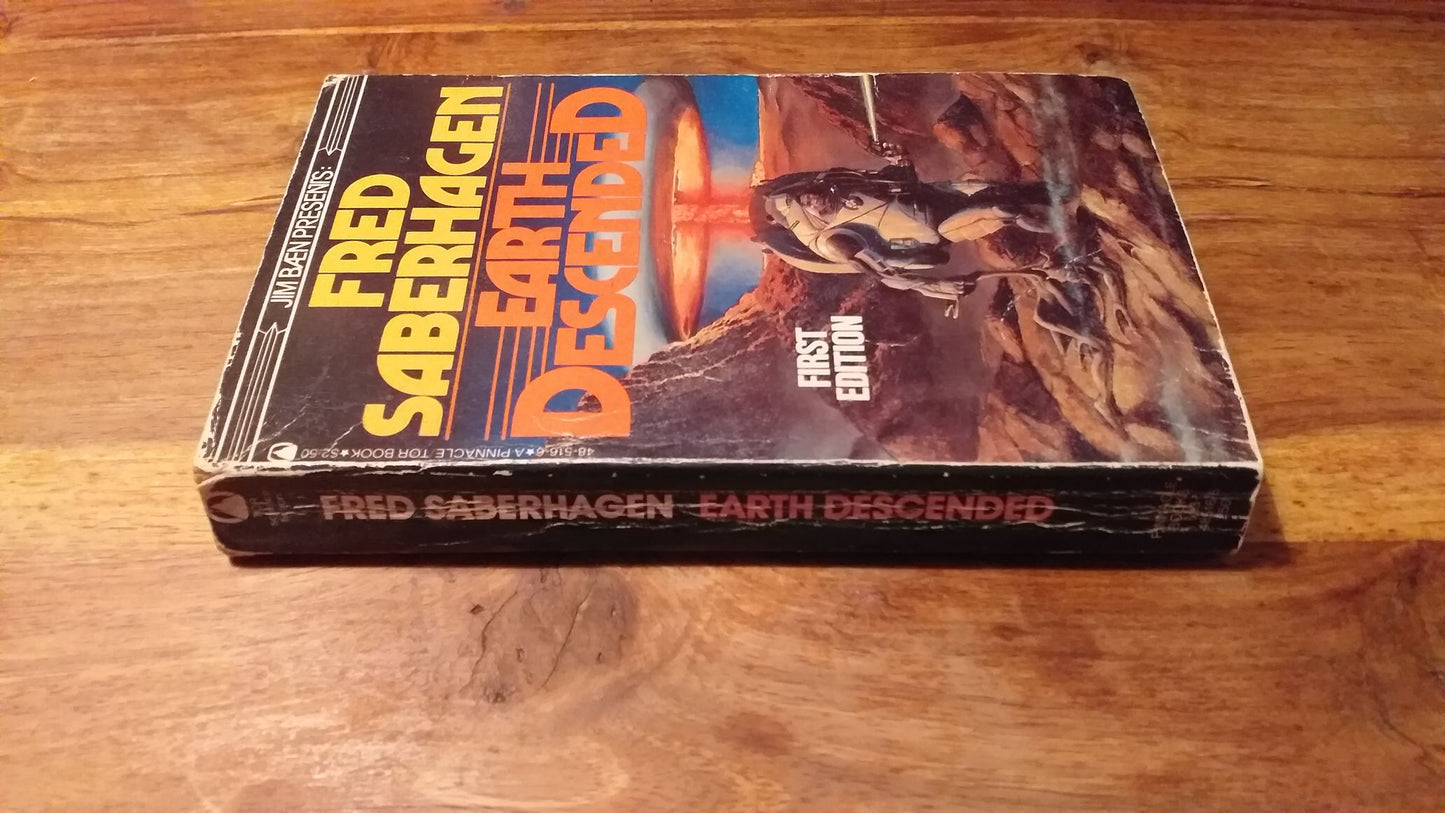 JIM BÆN PRESENTS:
FRED
SABERHAGEN
EARTH
DESCENDED
FIRST
EDITION
48-516-6★A PINNACLE TOR BOOK★$2.50
FRED SABERHAGEN EARTH DESCENDED